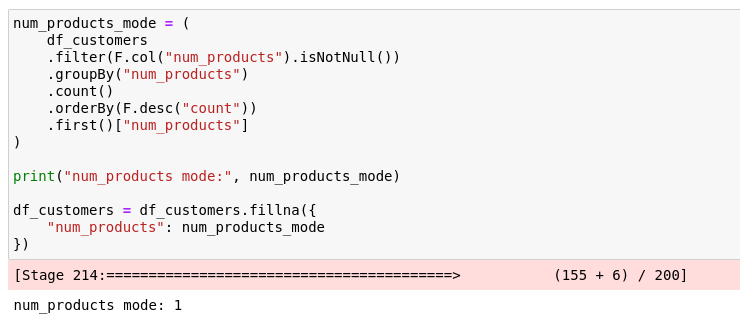 num_products_mode = (
    df_customers
    .filter(F.col("num_products").isNotNull())
    .groupBy("num_products")
    .count()
    .orderBy(F.desc("count"))
    .first()["num_products"]
)

print("num_products mode:", num_products_mode)

df_customers = df_customers.fillna({
    "num_products": num_products_mode
})
[Stage 214:=========================================>           (155 + 6) / 200]
num_products mode: 1